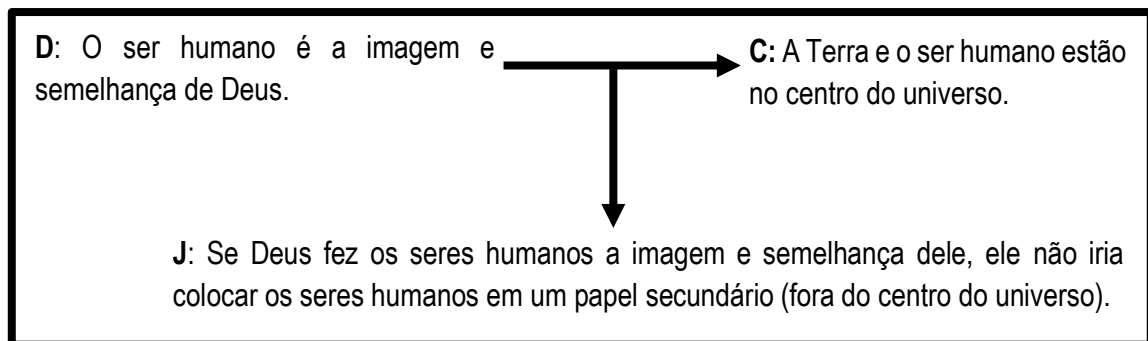 D: O ser humano é a imagem e
semelhança de Deus.
C: A Terra e o ser humano estão
no centro do universo.
J: Se Deus fez os seres humanos a imagem e semelhança dele, ele não iria
colocar os seres humanos em um papel secundário (fora do centro do universo).